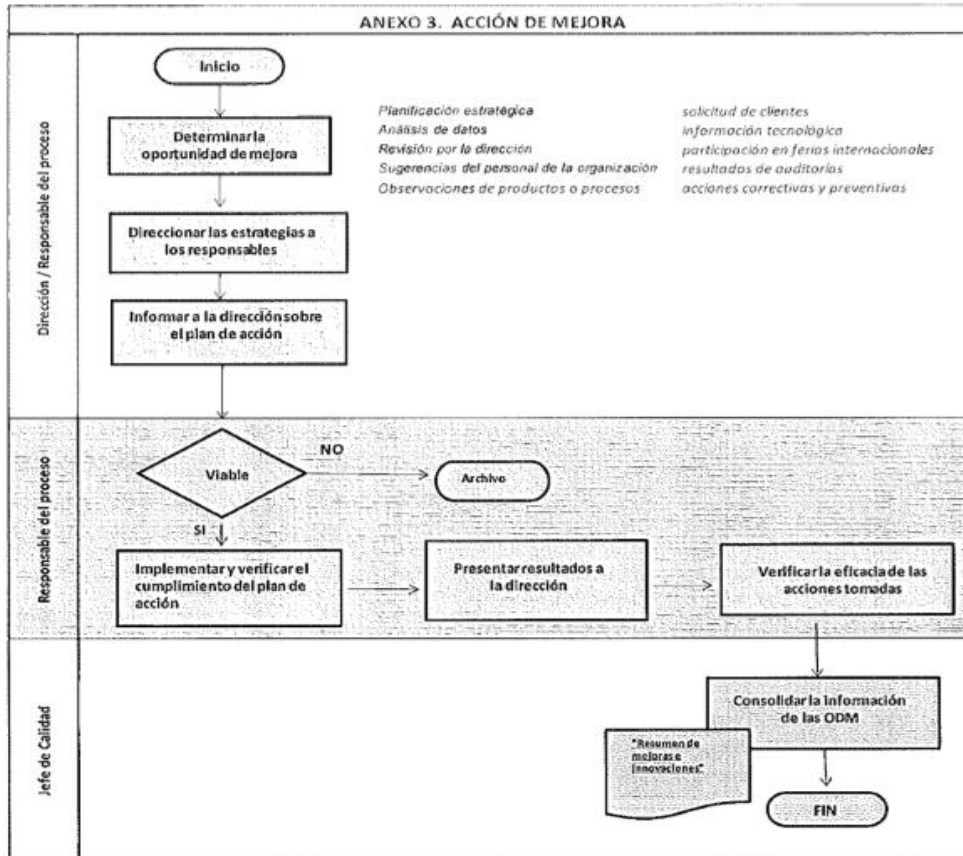 ANEXO 3. ACCIÓN DE MEJORA
Dirección / Responsable del proceso
Inicio
Determinar la
oportunidad de mejora
Planificación estratégica
Análisis de datos
Revisión por la dirección
Sugerencias del personal de la organización
Observaciones de productos o procesos
solicitud de clientes
información tecnológica
participación en ferias internacionales
resultados de auditorías
acciones correctivas y preventivas
Direccionar las estrategias a
los responsables
Informar a la dirección sobre
el plan de acción
Responsable del proceso
Viable
NO
Archivo
SI
Implementar y verificar el
cumplimiento del plan de
acción
Presentar resultados a
la dirección
Verificar la eficacia de las
acciones tomadas
Jefe de Calidad
Consolidar la información
de las ODM
"Resumen de
mejoras e
innovaciones"
FIN